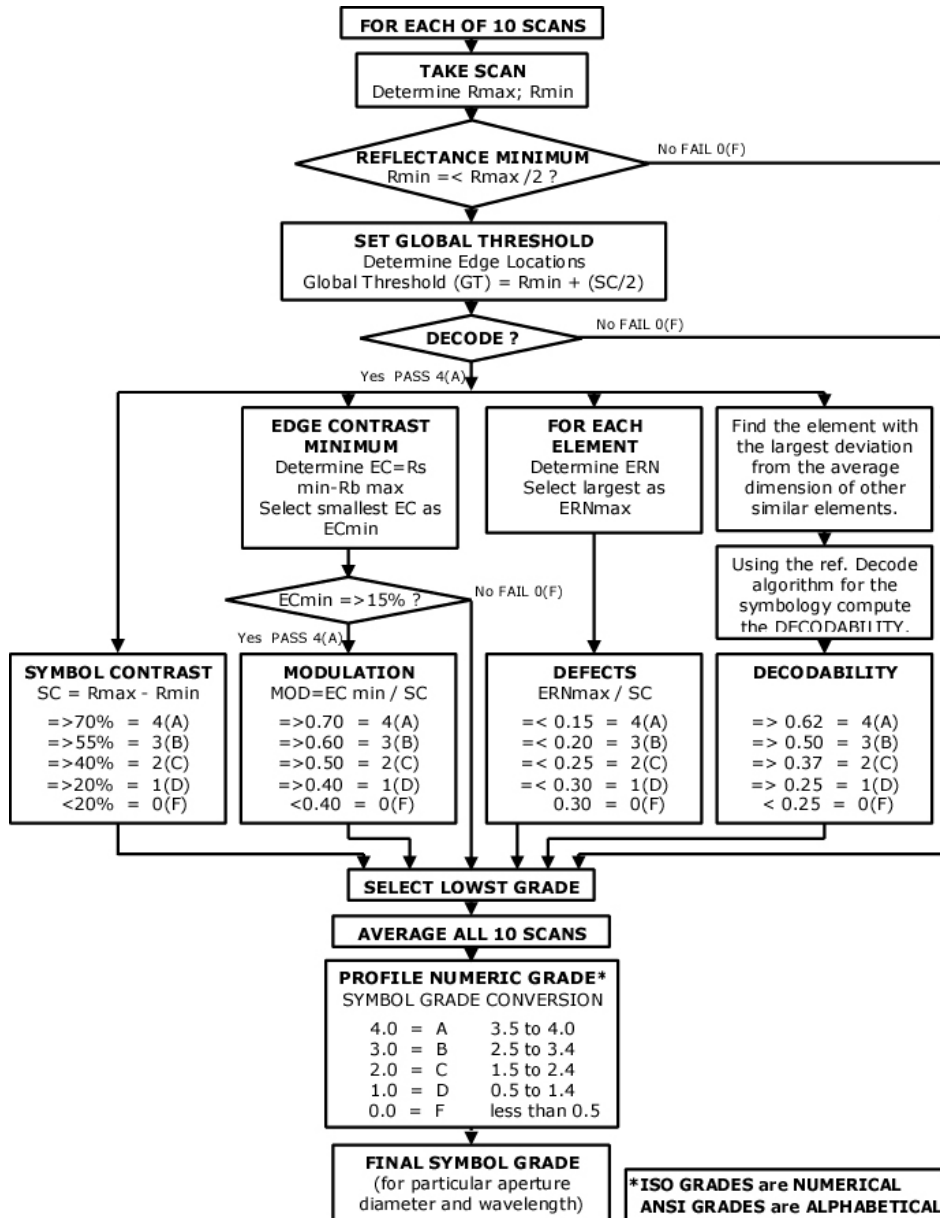 FOR EACH OF 10 SCANS
TAKE SCAN
Determine Rmax; Rmin
REFLECTANCE MINIMUM
Rmin =< Rmax /2 ?
No FAIL 0(F)
SET GLOBAL THRESHOLD
Determine Edge Locations
Global Threshold (GT) = Rmin + (SC/2)
DECODE ?
No FAIL 0(F)
Yes PASS 4(A)
EDGE CONTRAST
MINIMUM
Determine EC=Rs
min-Rb max
Select smallest EC as
ECmin
FOR EACH
ELEMENT
Determine ERN
Select largest as
ERNmax
Find the element with
the largest deviation
from the average
dimension of other
similar elements.
Using the ref. Decode
algorithm for the
symbology compute
the DECODABILITY.
ECmin =>15% ?
No FAIL 0(F)
Yes PASS 4(A)
SYMBOL CONTRAST
SC = Rmax - Rmin
=>70% = 4(A)
=>55% = 3(B)
=>40% = 2(C)
=>20% = 1(D)
<20% = 0(F)
MODULATION
MOD=EC min / SC
=>0.70 = 4(A)
=>0.60 = 3(B)
=>0.50 = 2(C)
=>0.40 = 1(D)
<0.40 = 0(F)
DEFECTS
ERNmax / SC
=< 0.15 = 4(A)
=< 0.20 = 3(B)
=< 0.25 = 2(C)
=< 0.30 = 1(D)
0.30 = 0(F)
DECODABILITY
=> 0.62 = 4(A)
=> 0.50 = 3(B)
=> 0.37 = 2(C)
=> 0.25 = 1(D)
< 0.25 = 0(F)
SELECT LOWST GRADE
AVERAGE ALL 10 SCANS
PROFILE NUMERIC GRADE*
SYMBOL GRADE CONVERSION
4.0 = A 3.5 to 4.0
3.0 = B 2.5 to 3.4
2.0 = C 1.5 to 2.4
1.0 = D 0.5 to 1.4
0.0 = F less than 0.5
FINAL SYMBOL GRADE
(for particular aperture
diameter and wavelength)
*ISO GRADES are NUMERICAL
ANSI GRADES are ALPHABETICAL